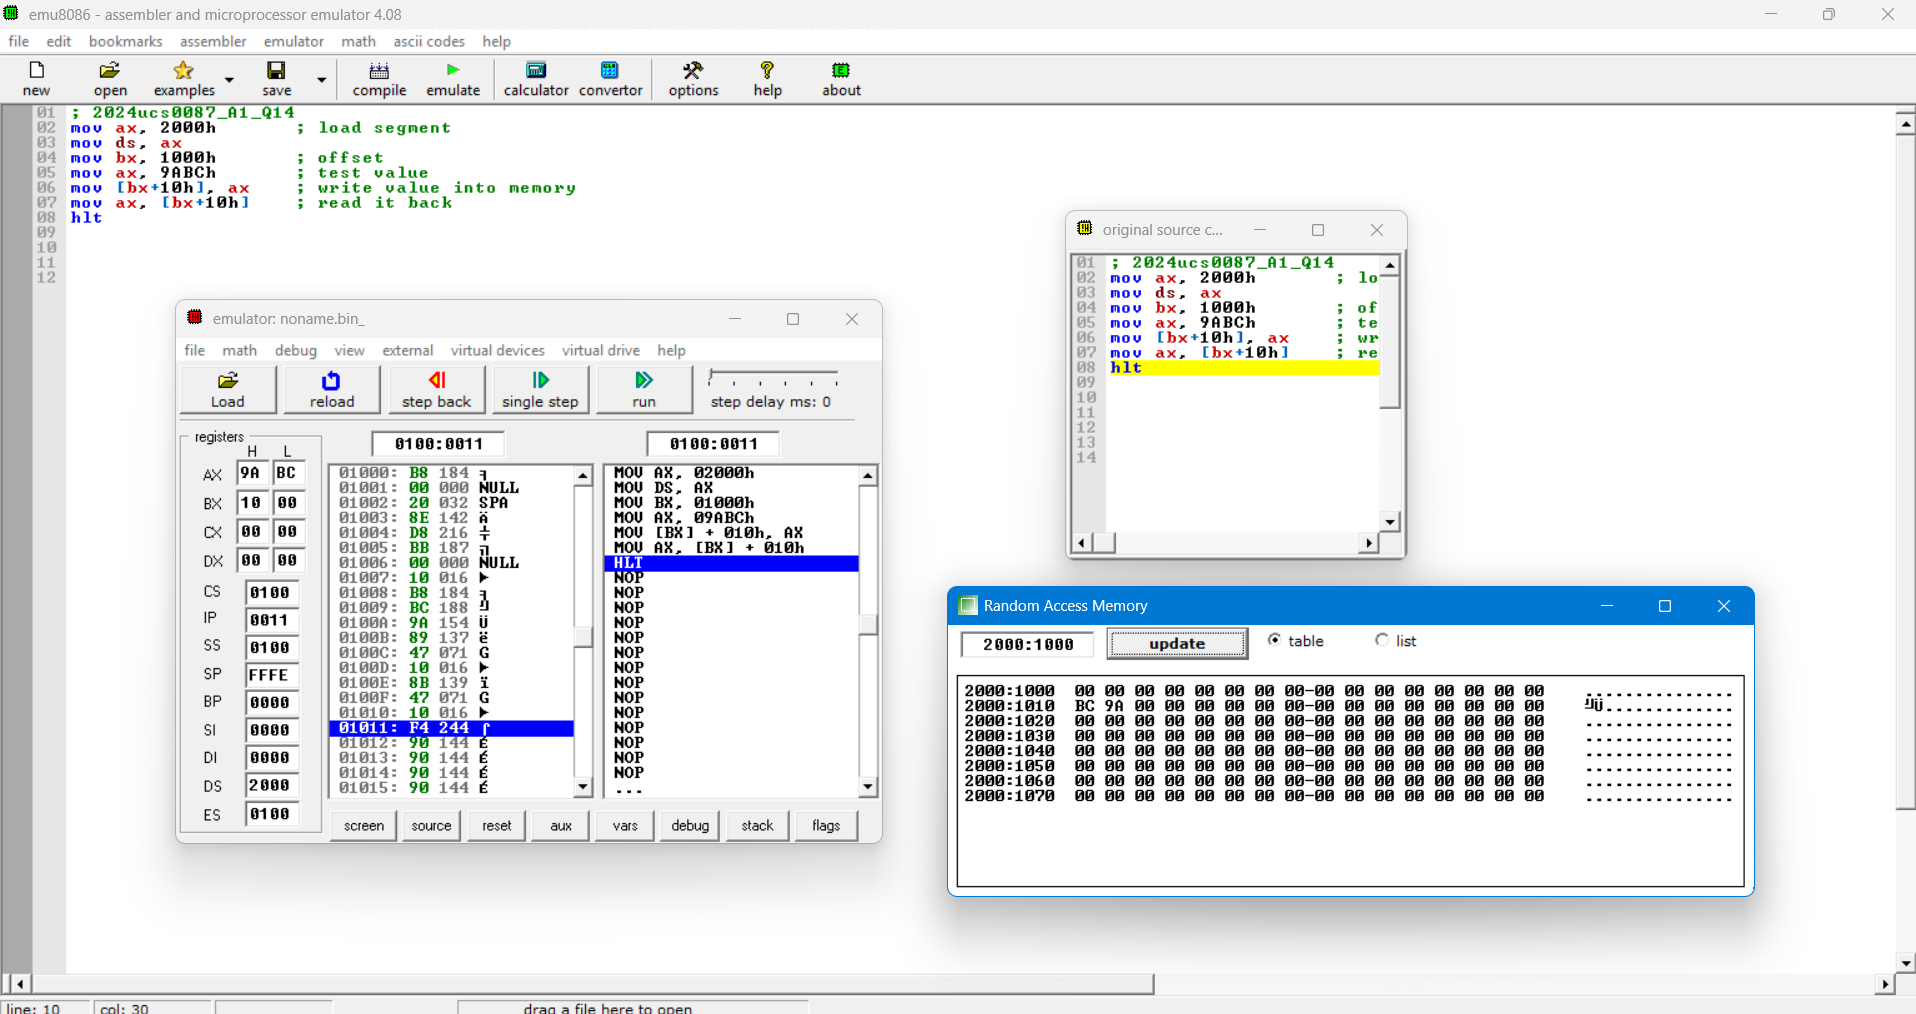 emu8086 - assembler and microprocessor emulator 4.08
file edit bookmarks assembler emulator math ascii codes help
new open examples save compile emulate calculator convertor options help about
01 ; 2024ucs0087_A1_Q14
02 mov ax, 2000h ; load segment
03 mov ds, ax
04 mov bx, 1000h ; offset
05 mov ax, 9ABCh ; test value
06 mov [bx+10h], ax ; write value into memory
07 mov ax, [bx+10h] ; read it back
08 hlt
09
10
11
12
original source c...
01 ; 2024ucs0087_A1_Q14
02 mov ax, 2000h ; lo
03 mov ds, ax
04 mov bx, 1000h ; of
05 mov ax, 9ABCh ; te
06 mov [bx+10h], ax ; wr
07 mov ax, [bx+10h] ; re
08 hlt
09
10
11
12
13
14
emulator: noname.bin_
file math debug view external virtual devices virtual drive help
Load reload step back single step run step delay ms: 0
registers
H L
AX 9A BC
BX 10 00
CX 00 00
DX 00 00
CS 0100
IP 0011
SS 0100
SP FFFE
BP 0000
SI 0000
DI 0000
DS 2000
ES 0100
0100:0011
01000: B8 184 ╕
01001: 00 000 NULL
01002: 20 032 SPA
01003: 8E 142 Ä
01004: D8 216 ╪
01005: BB 187 ╗
01006: 00 000 NULL
01007: 10 016 ►
01008: B8 184 ╕
01009: BC 188 ╝
0100A: 9A 154 Ü
0100B: 89 137 ë
0100C: 47 071 G
0100D: 10 016 ►
0100E: 8B 139 ï
0100F: 47 071 G
01010: 10 016 ►
01011: F4 244 ⌠
01012: 90 144 É
01013: 90 144 É
01014: 90 144 É
01015: 90 144 É
0100:0011
MOV AX, 02000h
MOV DS, AX
MOV BX, 01000h
MOV AX, 09ABCh
MOV [BX] + 010h, AX
MOV AX, [BX] + 010h
HLT
NOP
NOP
NOP
NOP
NOP
NOP
NOP
NOP
NOP
NOP
NOP
NOP
NOP
NOP
...
screen source reset aux vars debug stack flags
Random Access Memory
2000:1000 update table list
2000:1000 00 00 00 00 00 00 00 00-00 00 00 00 00 00 00 00 ................
2000:1010 BC 9A 00 00 00 00 00 00-00 00 00 00 00 00 00 00 ╝Ü..............
2000:1020 00 00 00 00 00 00 00 00-00 00 00 00 00 00 00 00 ................
2000:1030 00 00 00 00 00 00 00 00-00 00 00 00 00 00 00 00 ................
2000:1040 00 00 00 00 00 00 00 00-00 00 00 00 00 00 00 00 ................
2000:1050 00 00 00 00 00 00 00 00-00 00 00 00 00 00 00 00 ................
2000:1060 00 00 00 00 00 00 00 00-00 00 00 00 00 00 00 00 ................
2000:1070 00 00 00 00 00 00 00 00-00 00 00 00 00 00 00 00 ................
line: 10 col: 30 drag a file here to open